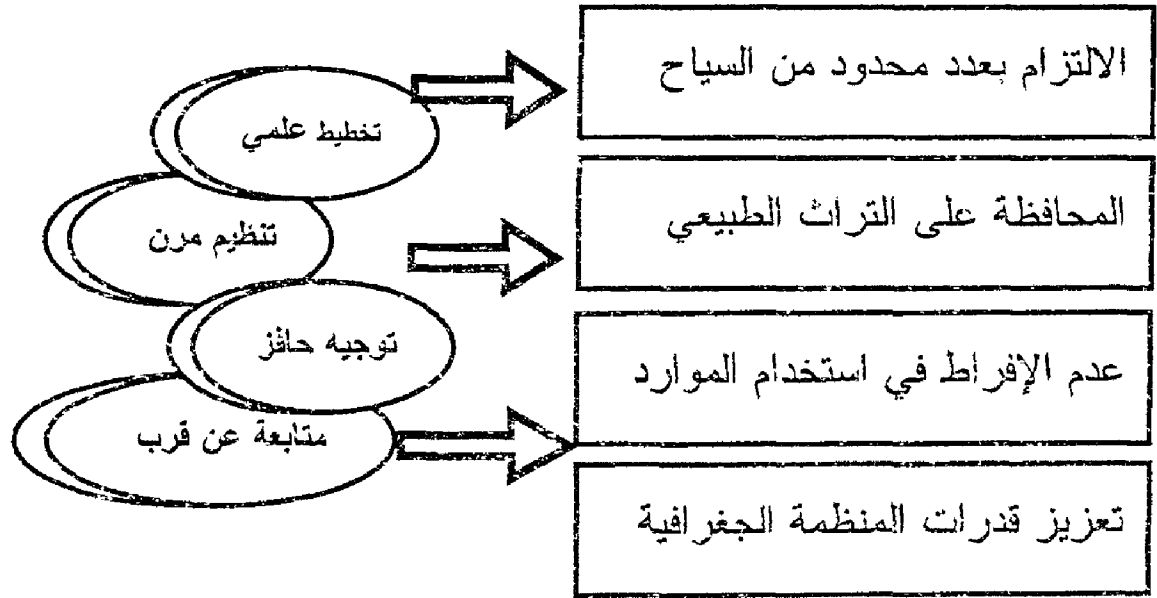 الالتزام بعدد محدود من السياح
تخطيط علمي
المحافظة على التراث الطبيعي
تنظيم مرن
توجيه حافز
عدم الإفراط في استخدام الموارد
متابعة عن قرب
تعزيز قدرات المنظمة الجغرافية